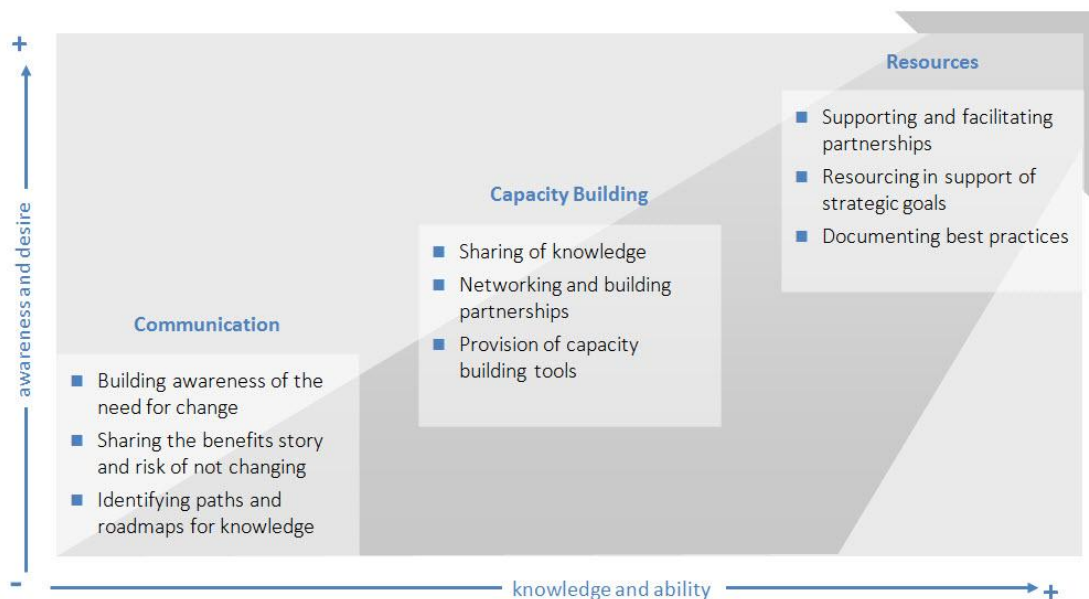 +
awareness and desire
-
Communication
Building awareness of the
need for change
Sharing the benefits story
and risk of not changing
Identifying paths and
roadmaps for knowledge
Capacity Building
Sharing of knowledge
Networking and building
partnerships
Provision of capacity
building tools
Resources
Supporting and facilitating
partnerships
Resourcing in support of
strategic goals
Documenting best practices
knowledge and ability
+